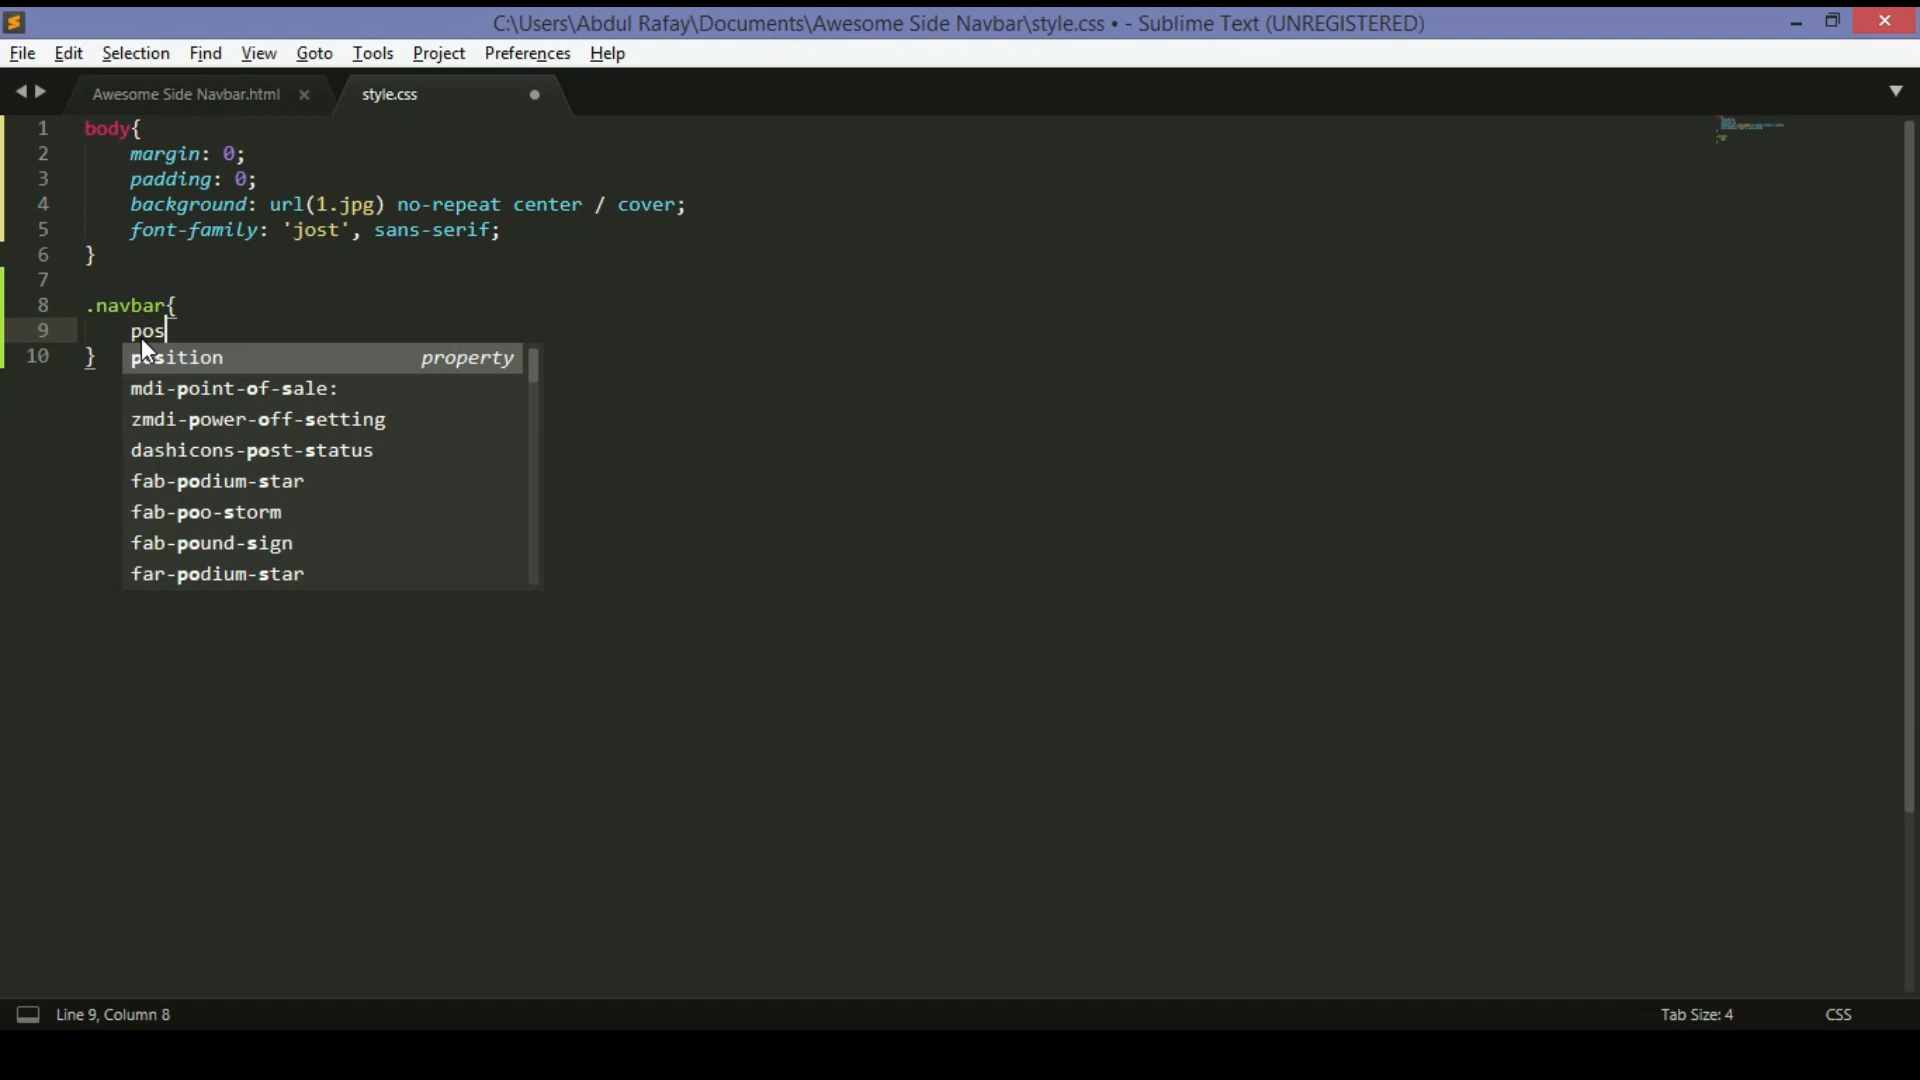 C:\Users\Abdul Rafay\Documents\Awesome Side Navbar\style.css • - Sublime Text (UNREGISTERED)
File Edit Selection Find View Goto Tools Project Preferences Help
Awesome Side Navbar.html style.css
1 body{
2 margin: 0;
3 padding: 0;
4 background: url(1.jpg) no-repeat center / cover;
5 font-family: 'jost', sans-serif;
6 }
7
8 .navbar{
9 pos
10 }
position property
mdi-point-of-sale:
zmdi-power-off-setting
dashicons-post-status
fab-podium-star
fab-poo-storm
fab-pound-sign
far-podium-star
Line 9, Column 8 Tab Size: 4 CSS